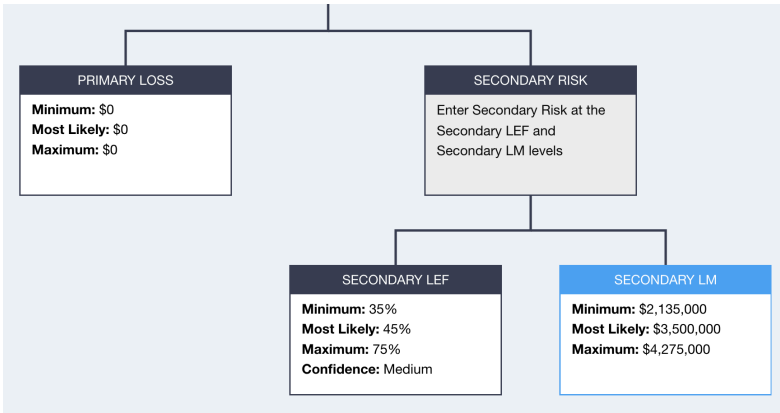 PRIMARY LOSS
Minimum: $0
Most Likely: $0
Maximum: $0
SECONDARY RISK
Enter Secondary Risk at the
Secondary LEF and
Secondary LM levels
SECONDARY LEF
Minimum: 35%
Most Likely: 45%
Maximum: 75%
Confidence: Medium
SECONDARY LM
Minimum: $2,135,000
Most Likely: $3,500,000
Maximum: $4,275,000